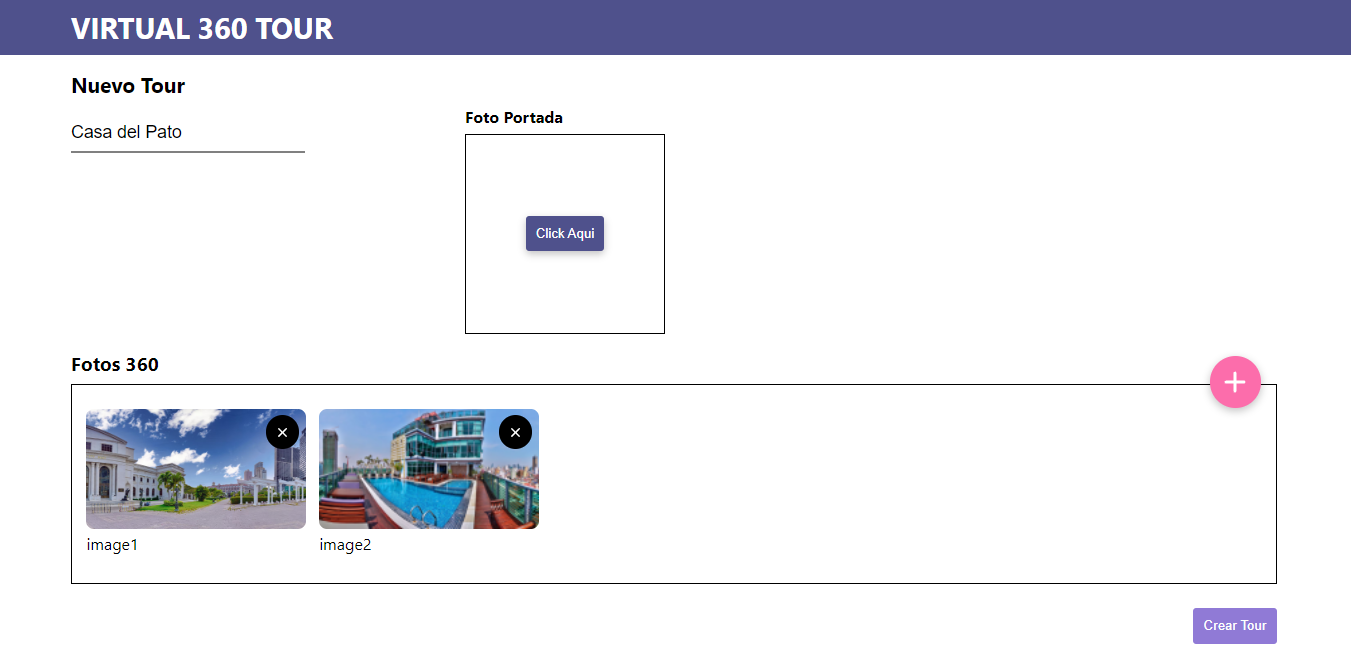 VIRTUAL 360 TOUR
Nuevo Tour
Casa del Pato
Foto Portada
Click Aqui
Fotos 360
image1
image2
Crear Tour